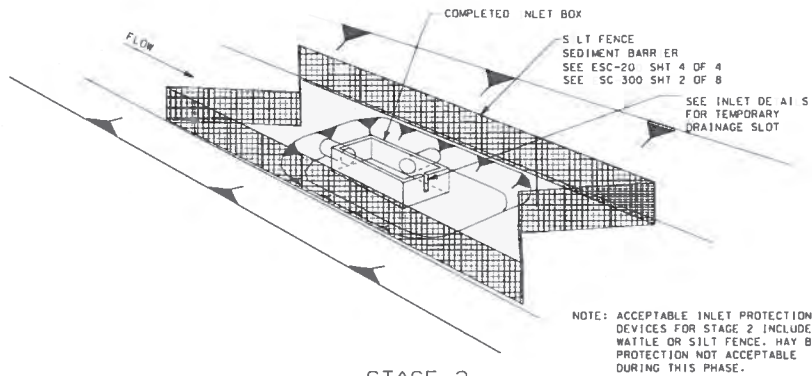 COMPLETED NLET BOX
FLOW
S LT FENCE
SEDIMENT BARR ER
SEE ESC-20 SHT 4 OF 4
SEE SC 300 SHT 2 OF 8
SEE INLET DE AI S
FOR TEMPORARY
DRAINAGE SLOT
NOTE: ACCEPTABLE INLET PROTECTION
DEVICES FOR STAGE 2 INCLUDE
WATTLE OR SILT FENCE. HAY B
PROTECTION NOT ACCEPTABLE
DURING THIS PHASE.
STAGE 2